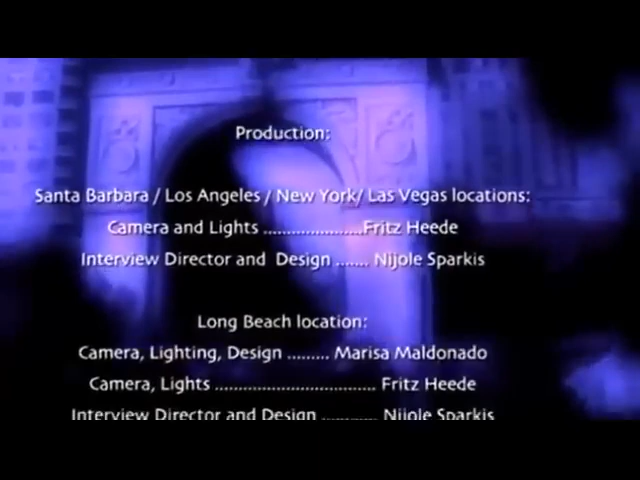 Production:
Santa Barbara / Los Angeles / New York/ Las Vegas locations:
Camera and Lights .....................Fritz Heede
Interview Director and Design ....... Nijole Sparkis
Long Beach location:
Camera, Lighting, Design ......... Marisa Maldonado
Camera, Lights .................................. Fritz Heede
Interview Director and Design ............ Nijole Sparkis